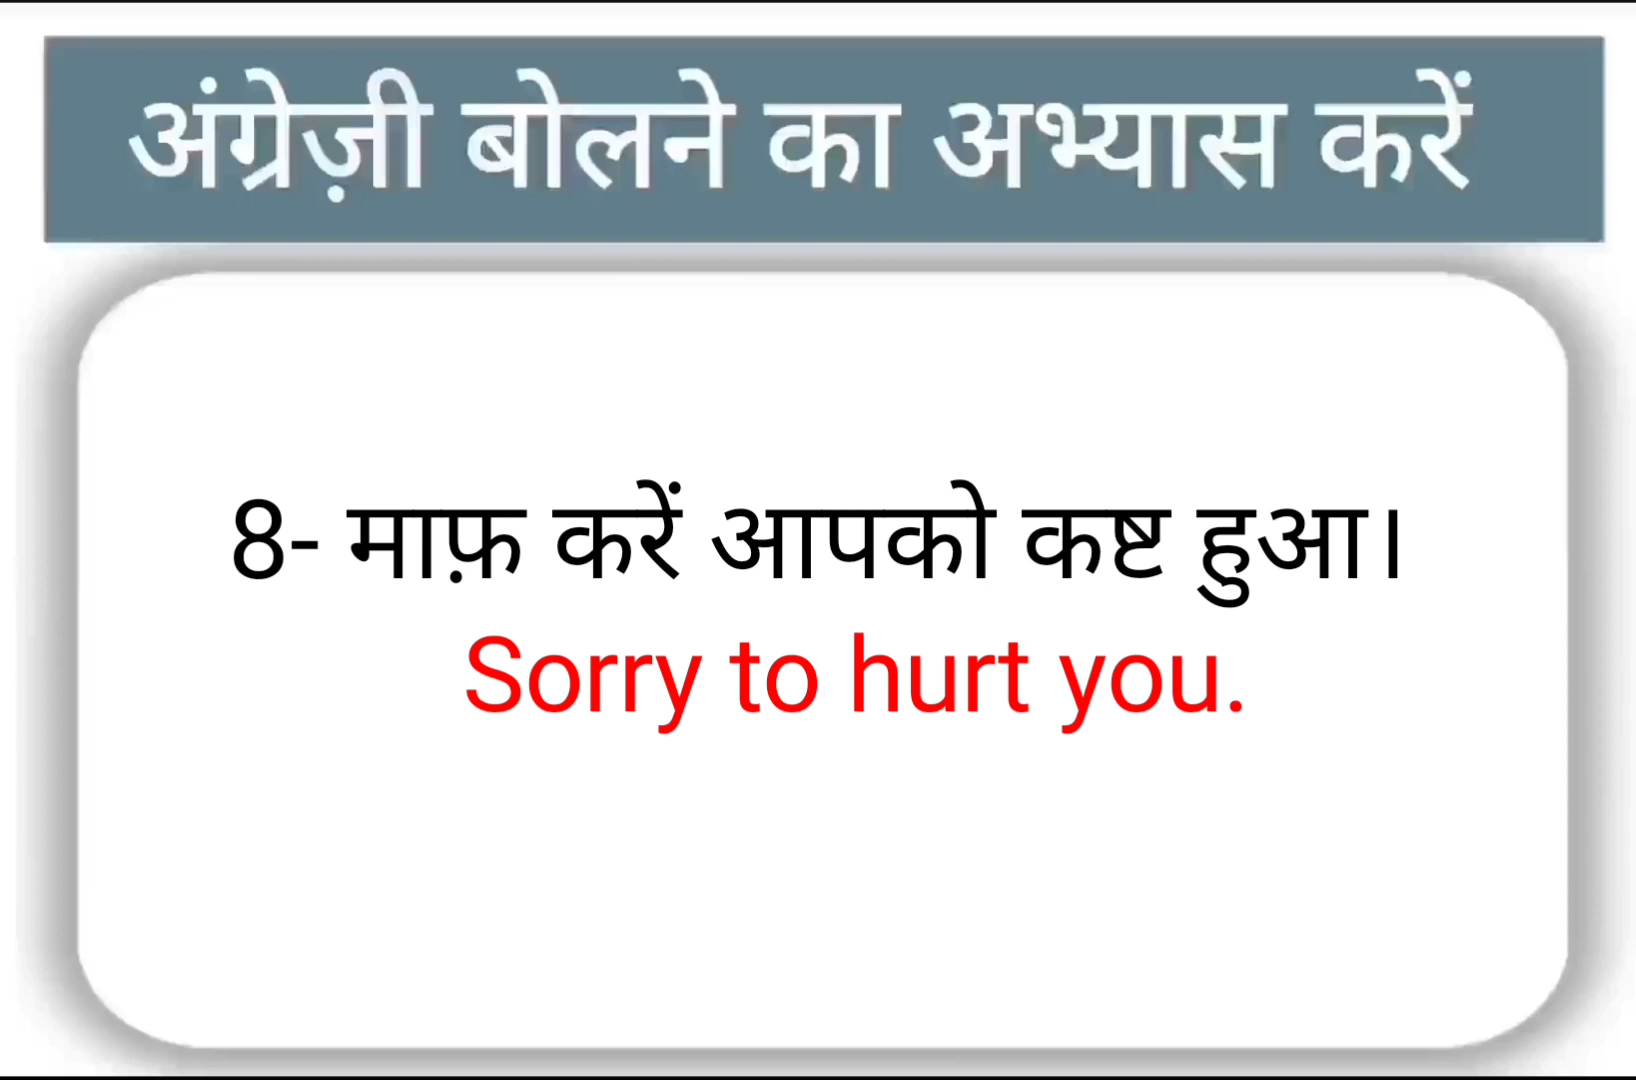 अंग्रेज़ी बोलने का अभ्यास करें
8- माफ़ करें आपको कष्ट हुआ।
Sorry to hurt you.